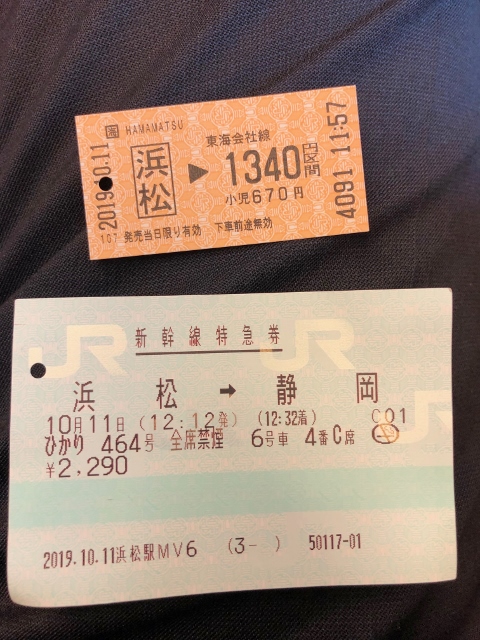 海 HAMAMATSU
2019.10.11
浜松
東海会社線
▶ 1340円区間
小児670円
107 発売当日限り有効 下車前途無効
4091 11:57
JR JR JR
新幹線特急券
浜松 → 静岡
10月11日 (12:12発) (12:32着) C01
ひかり 464号 全席禁煙 6号車 4番C席
¥2,290
2019.10.11浜松駅MV6 (3- ) 50117-01